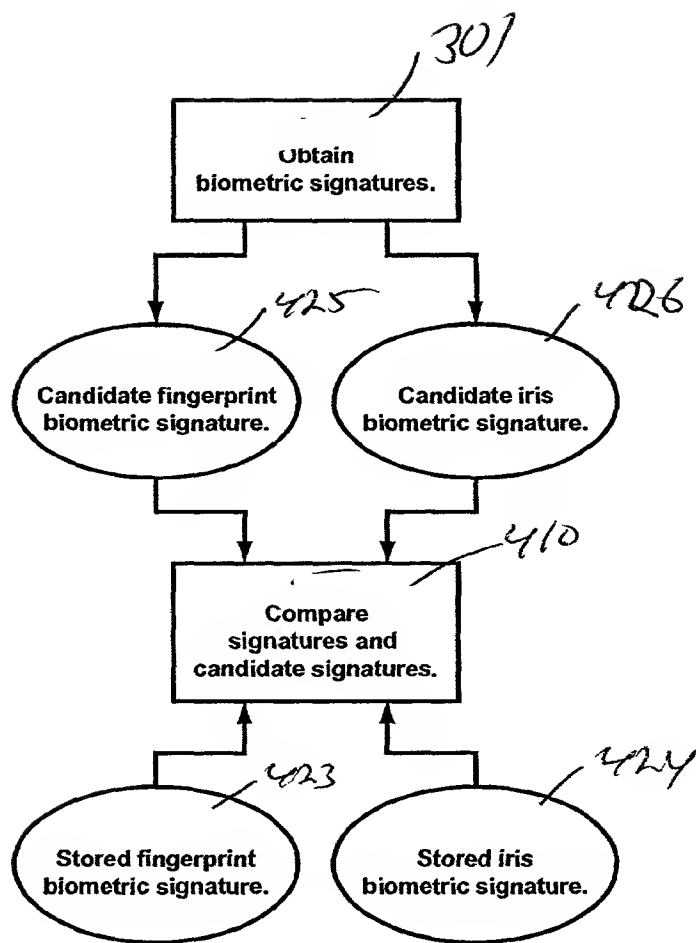 301
Obtain
biometric signatures.
425
426
Candidate fingerprint
biometric signature.
Candidate iris
biometric signature.
410
Compare
signatures and
candidate signatures.
423
424
Stored fingerprint
biometric signature.
Stored iris
biometric signature.